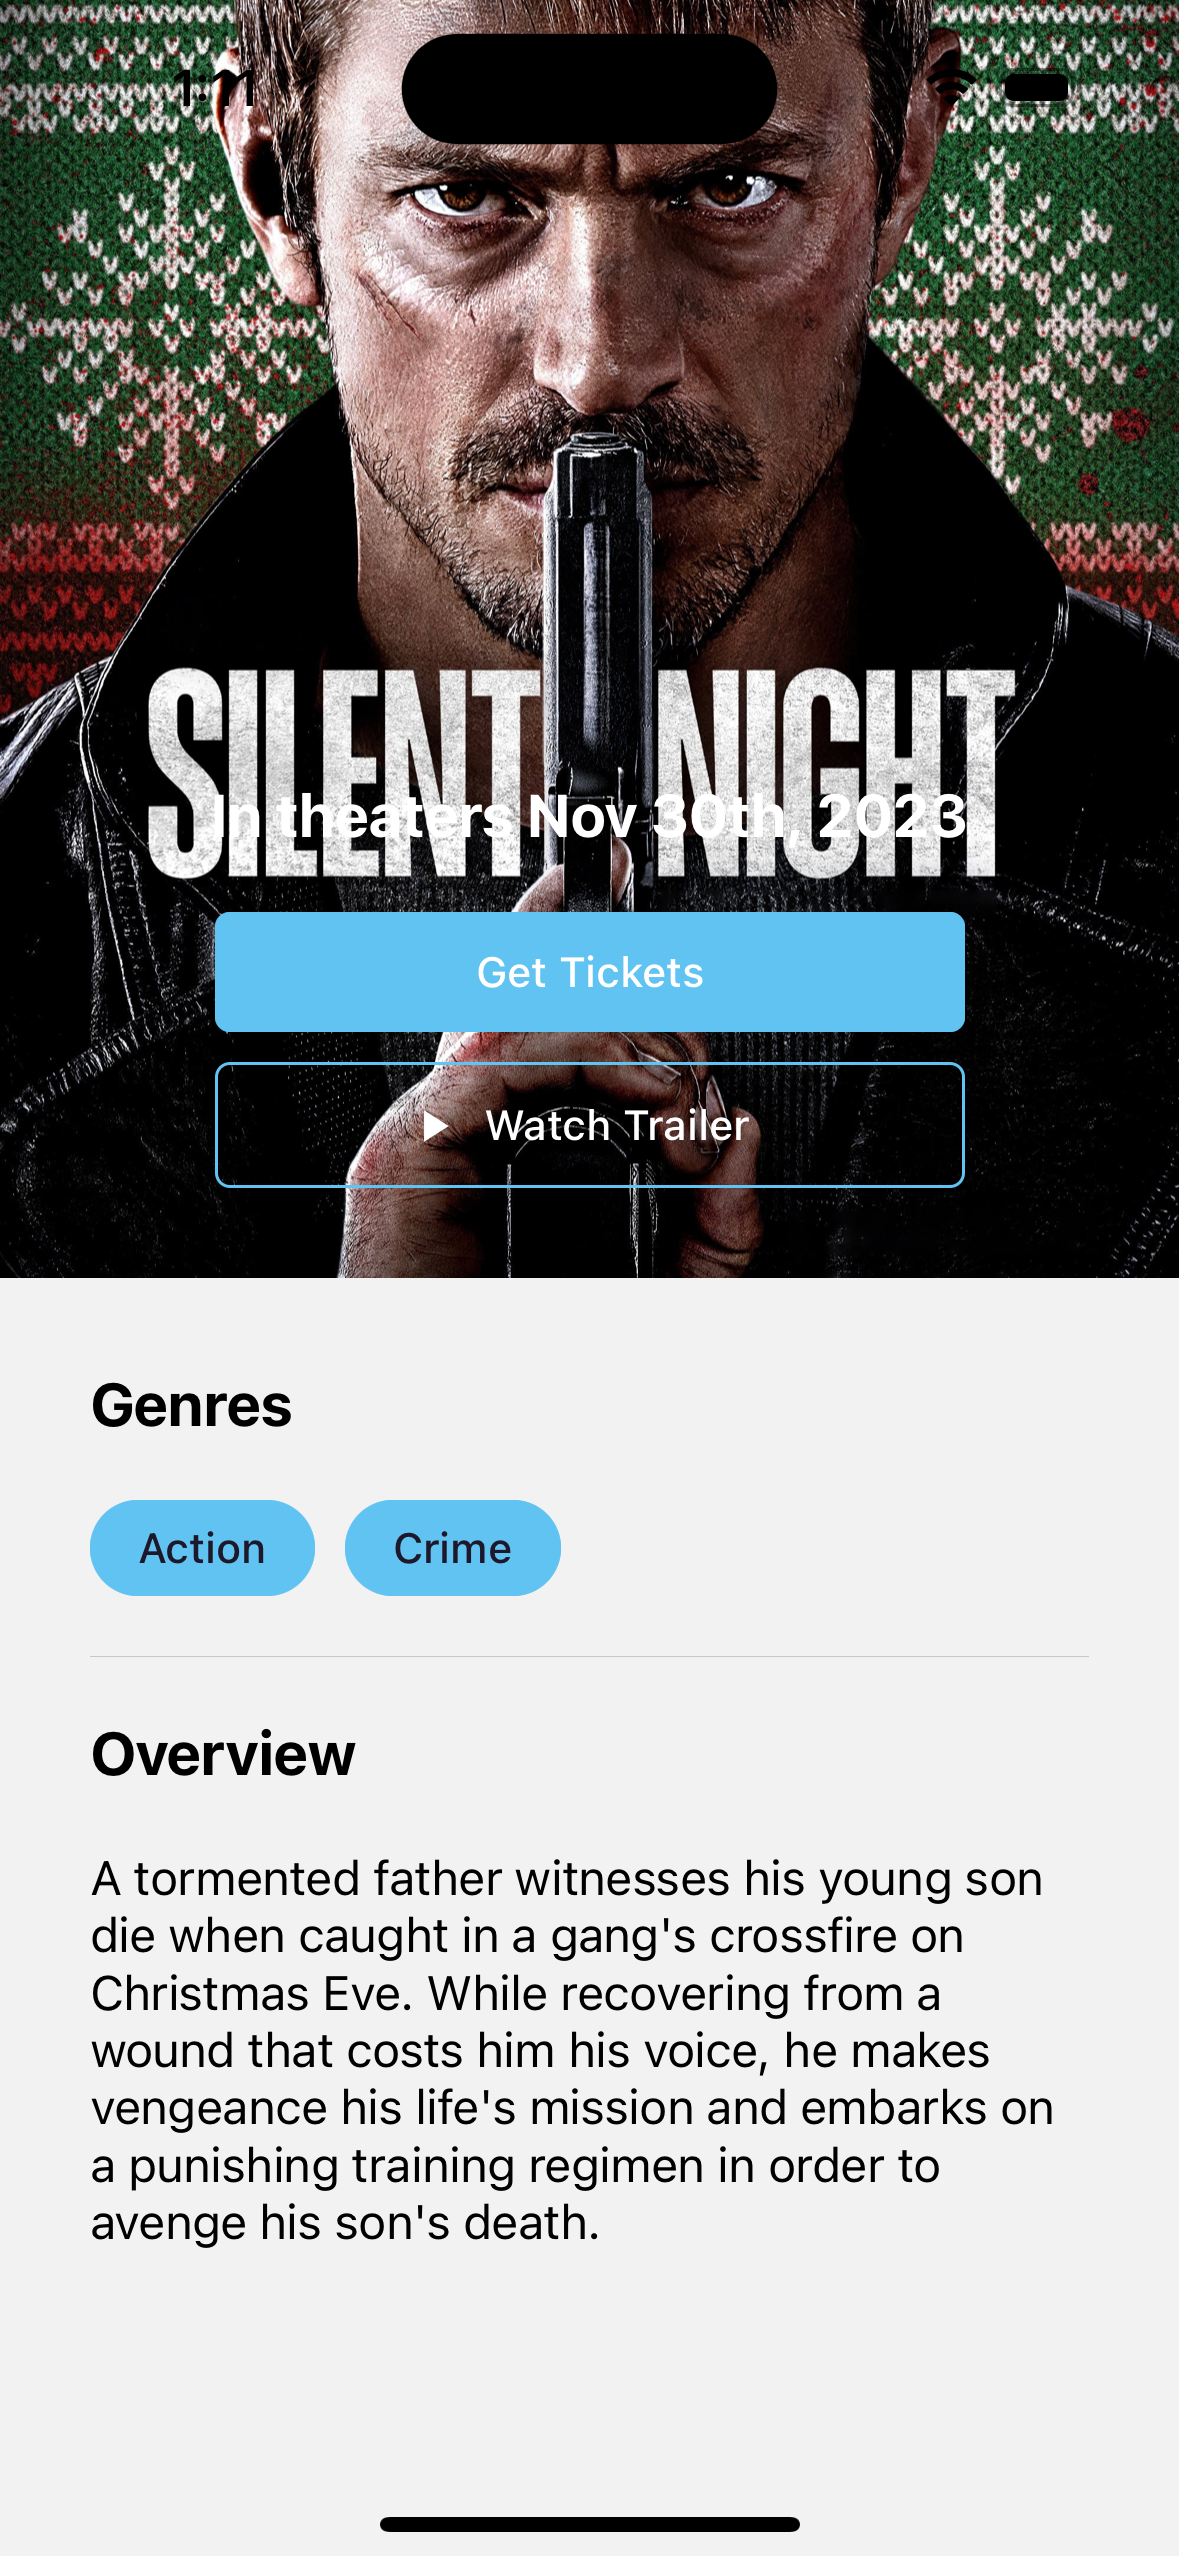 1:11
SILENT NIGHT
In theaters Nov 30th, 2023
Get Tickets
Watch Trailer
Genres
Action Crime
Overview
A tormented father witnesses his young son
die when caught in a gang's crossfire on
Christmas Eve. While recovering from a
wound that costs him his voice, he makes
vengeance his life's mission and embarks on
a punishing training regimen in order to
avenge his son's death.